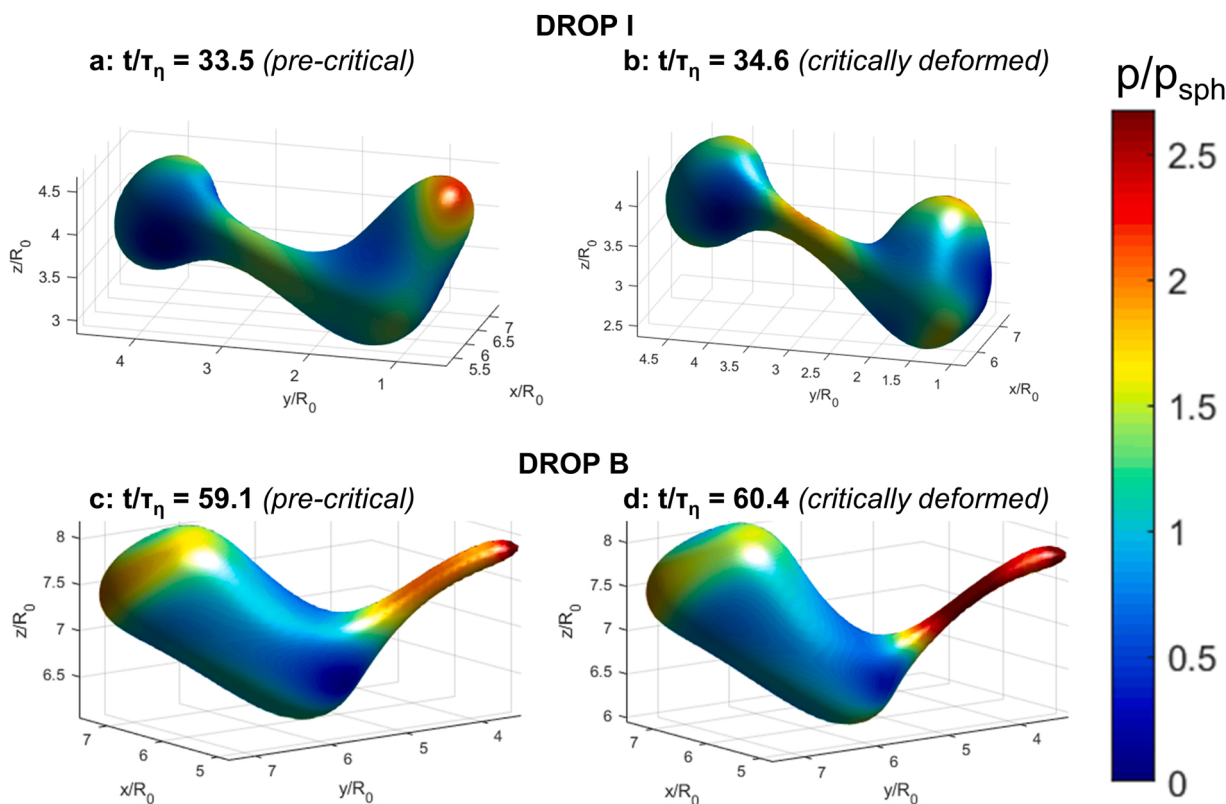 DROP I
a: t/τη = 33.5 (pre-critical)
b: t/τη = 34.6 (critically deformed)
p/psph
4.5
4
3.5
3
z/R0
4
3
2
1
y/R0
7
6.5
6
5.5
x/R0
4
3.5
3
2.5
z/R0
4.5
4
3.5
3
2.5
2
1.5
1
y/R0
7
6
x/R0
2.5
2
1.5
1
0.5
0
DROP B
c: t/τη = 59.1 (pre-critical)
d: t/τη = 60.4 (critically deformed)
8
7.5
7
6.5
z/R0
7
6
5
x/R0
7
6
5
4
y/R0
8
7.5
7
6.5
6
z/R0
7
6
5
x/R0
7
6
5
4
y/R0